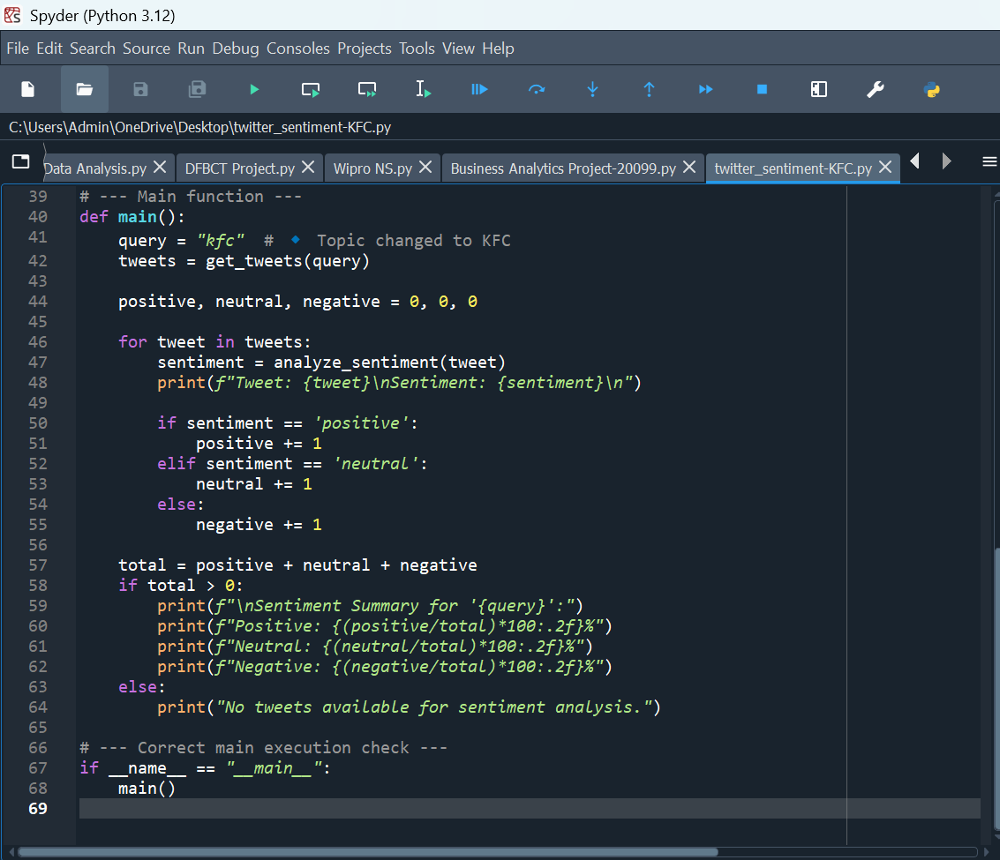 Spyder (Python 3.12)
File Edit Search Source Run Debug Consoles Projects Tools View Help
C:\Users\Admin\OneDrive\Desktop\twitter_sentiment-KFC.py
Data Analysis.py DFBCT Project.py Wipro NS.py Business Analytics Project-20099.py twitter_sentiment-KFC.py
39 # --- Main function ---
40 def main():
41     query = "kfc"  # 🔹 Topic changed to KFC
42     tweets = get_tweets(query)
43
44     positive, neutral, negative = 0, 0, 0
45
46     for tweet in tweets:
47         sentiment = analyze_sentiment(tweet)
48         print(f"Tweet: {tweet}\nSentiment: {sentiment}\n")
49
50         if sentiment == 'positive':
51             positive += 1
52         elif sentiment == 'neutral':
53             neutral += 1
54         else:
55             negative += 1
56
57     total = positive + neutral + negative
58     if total > 0:
59         print(f"\nSentiment Summary for '{query}':")
60         print(f"Positive: {(positive/total)*100:.2f}%")
61         print(f"Neutral: {(neutral/total)*100:.2f}%")
62         print(f"Negative: {(negative/total)*100:.2f}%")
63     else:
64         print("No tweets available for sentiment analysis.")
65
66 # --- Correct main execution check ---
67 if __name__ == "__main__":
68     main()
69